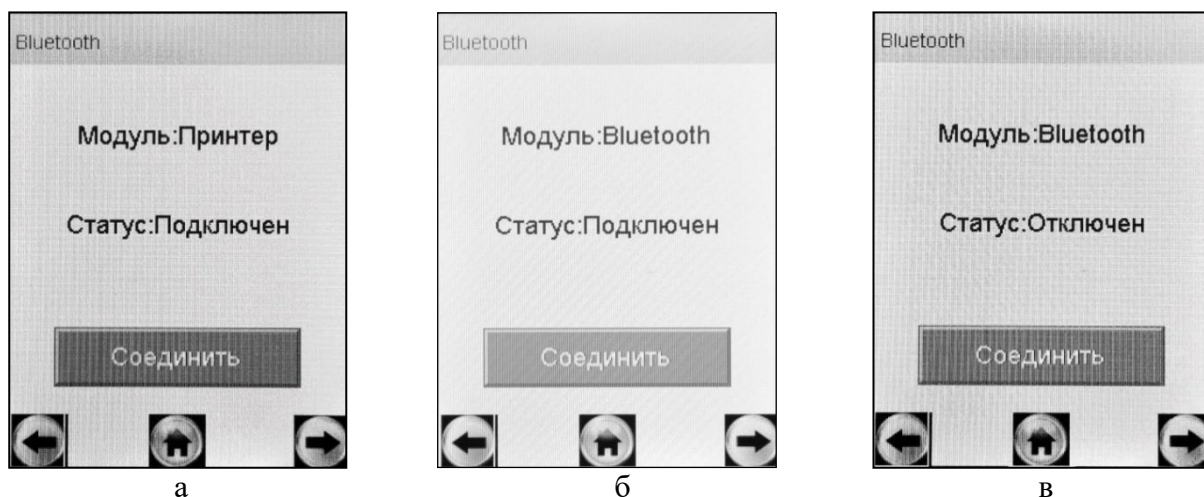 Bluetooth
Модуль:Принтер
Статус:Подключен
Соединить
а
Bluetooth
Модуль:Bluetooth
Статус:Подключен
Соединить
б
Bluetooth
Модуль:Bluetooth
Статус:Отключен
Соединить
в